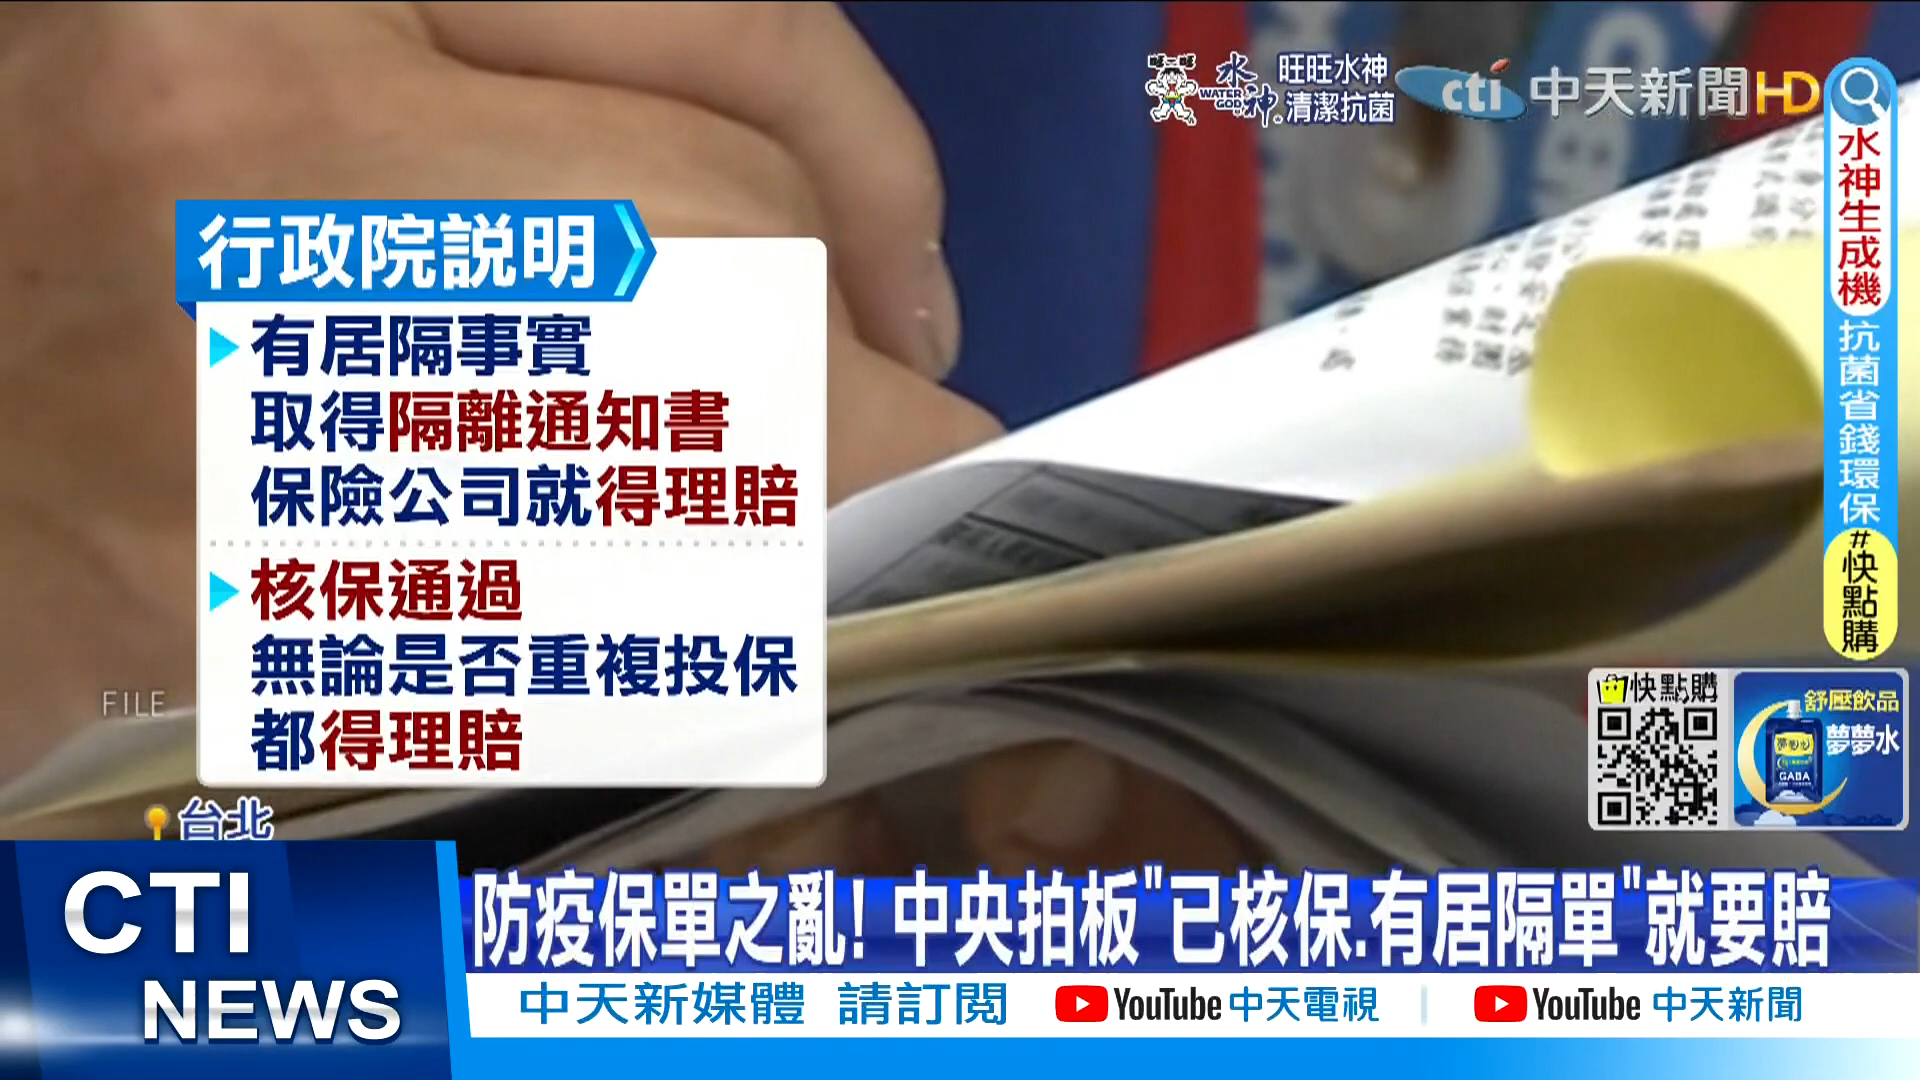 旺旺水神
WATER GOD
水神
清潔抗菌
cti 中天新聞HD
水神生成機 抗菌省錢環保 #快點購
行政院説明
有居隔事實
取得隔離通知書
保險公司就得理賠
核保通過
無論是否重複投保
都得理賠
FILE
台北
快點購
舒壓飲品
夢夢水
GABA
CTI
NEWS
防疫保單之亂! 中央拍板"已核保.有居隔單"就要賠
中天新媒體 請訂閱 YouTube 中天電視 YouTube 中天新聞